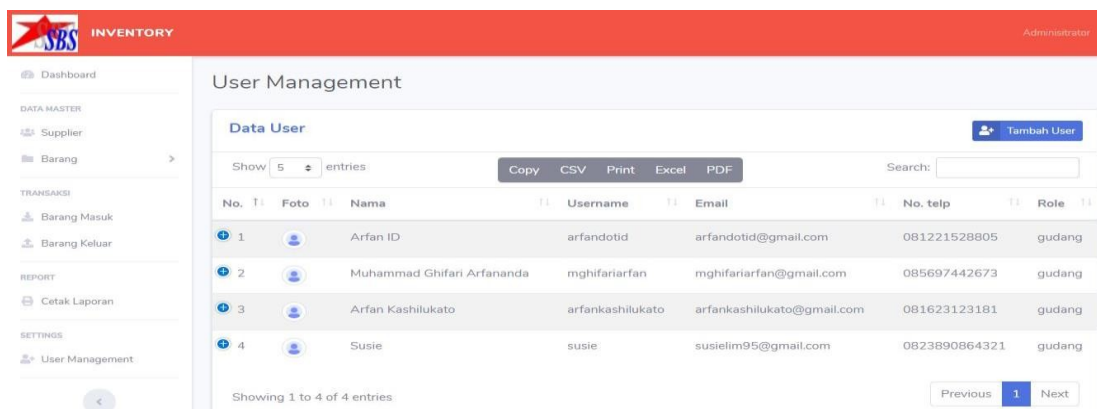 SBS INVENTORY Adminisitrator
Dashboard
User Management
DATA MASTER
Supplier
Barang
TRANSAKSI
Barang Masuk
Barang Keluar
REPORT
Cetak Laporan
SETTINGS
User Management
Data User Tambah User
Show 5 entries Copy CSV Print Excel PDF Search:
No. Foto Nama Username Email No. telp Role
1 Arfan ID arfandotid arfandotid@gmail.com 081221528805 gudang
2 Muhammad Ghifari Arfananda mghifariarfan mghifariarfan@gmail.com 085697442673 gudang
3 Arfan Kashilukato arfankashilukato arfankashilukato@gmail.com 081623123181 gudang
4 Susie susie susielim95@gmail.com 0823890864321 gudang
Showing 1 to 4 of 4 entries Previous 1 Next